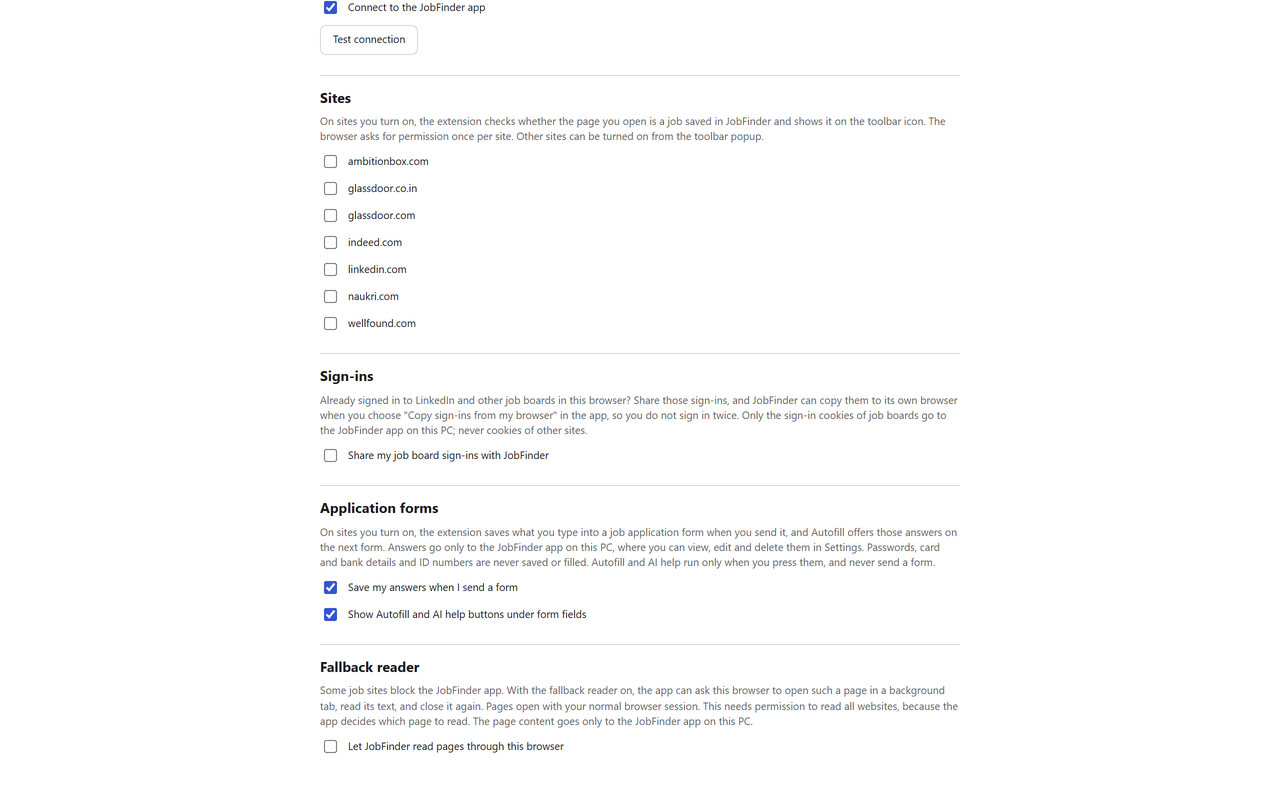 Connect to the JobFinder app
Test connection
Sites
On sites you turn on, the extension checks whether the page you open is a job saved in JobFinder and shows it on the toolbar icon. The
browser asks for permission once per site. Other sites can be turned on from the toolbar popup.
ambitionbox.com
glassdoor.co.in
glassdoor.com
indeed.com
linkedin.com
naukri.com
wellfound.com
Sign-ins
Already signed in to LinkedIn and other job boards in this browser? Share those sign-ins, and JobFinder can copy them to its own browser
when you choose "Copy sign-ins from my browser" in the app, so you do not sign in twice. Only the sign-in cookies of job boards go to
the JobFinder app on this PC; never cookies of other sites.
Share my job board sign-ins with JobFinder
Application forms
On sites you turn on, the extension saves what you type into a job application form when you send it, and Autofill offers those answers on
the next form. Answers go only to the JobFinder app on this PC, where you can view, edit and delete them in Settings. Passwords, card
and bank details and ID numbers are never saved or filled. Autofill and AI help run only when you press them, and never send a form.
Save my answers when I send a form
Show Autofill and AI help buttons under form fields
Fallback reader
Some job sites block the JobFinder app. With the fallback reader on, the app can ask this browser to open such a page in a background
tab, read its text, and close it again. Pages open with your normal browser session. This needs permission to read all websites, because the
app decides which page to read. The page content goes only to the JobFinder app on this PC.
Let JobFinder read pages through this browser